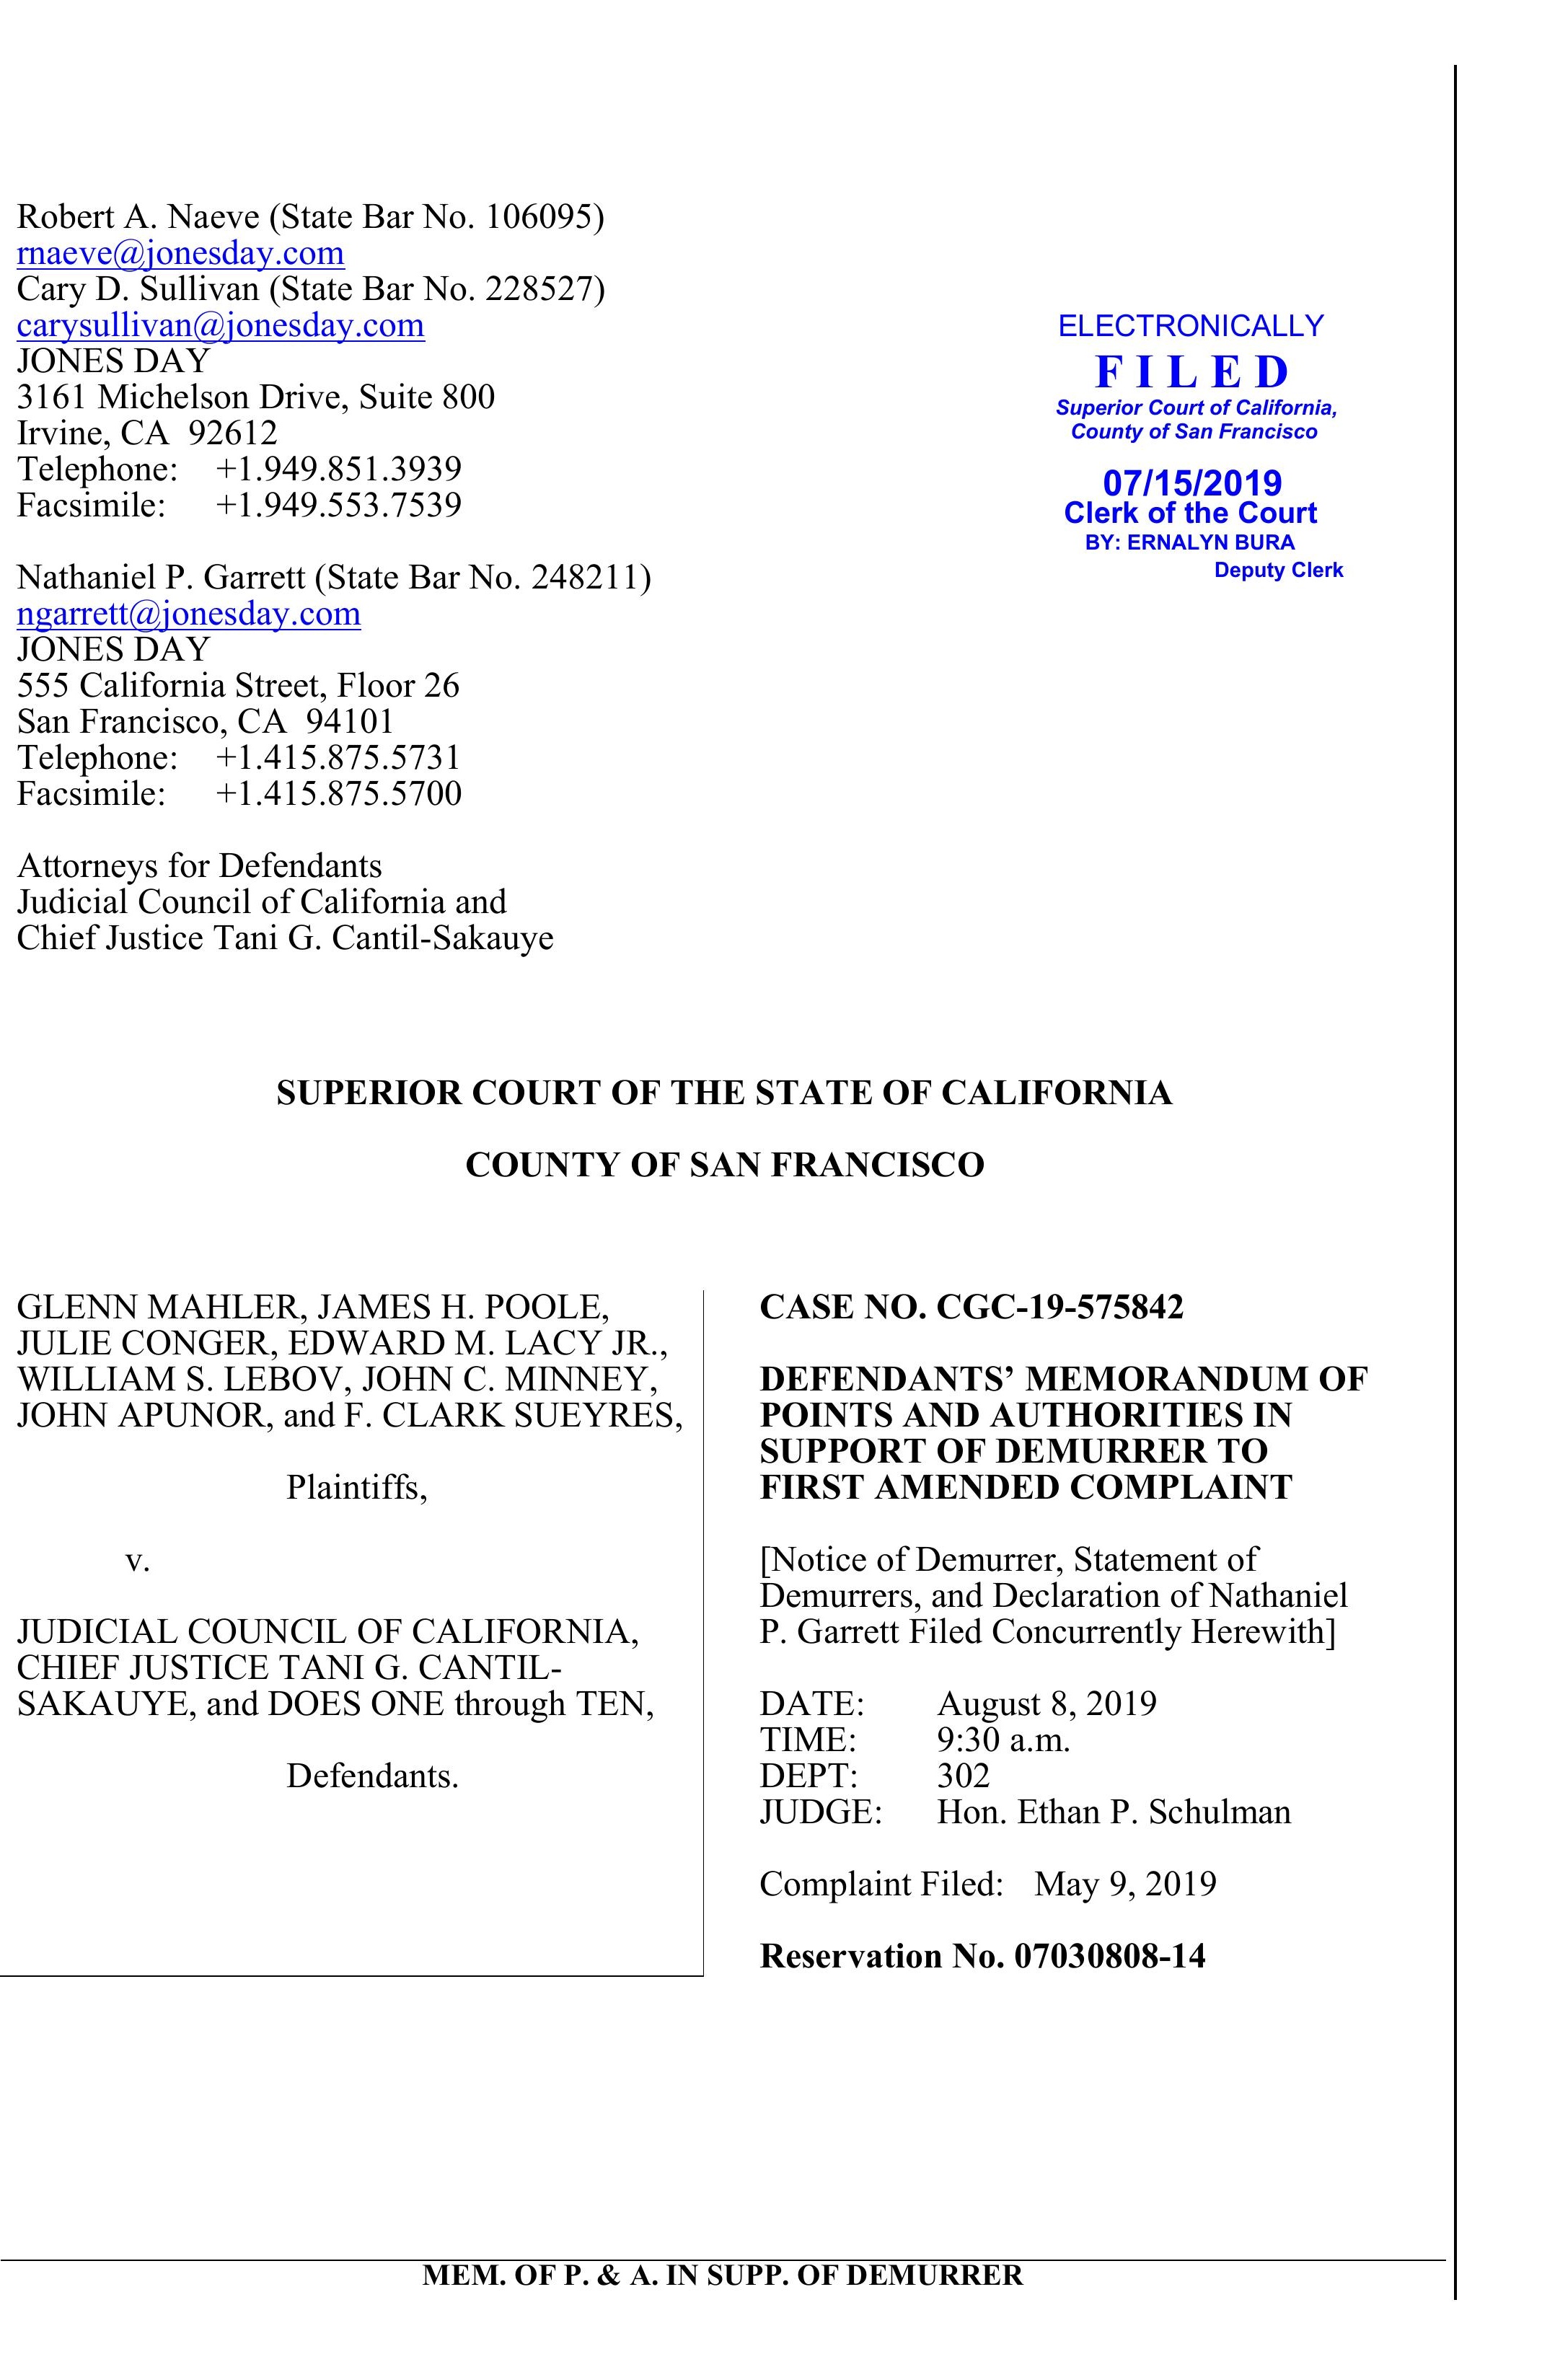 Robert A. Naeve (State Bar No. 106095)
rnaeve@jonesday.com
Cary D. Sullivan (State Bar No. 228527)
carysullivan@jonesday.com
JONES DAY
3161 Michelson Drive, Suite 800
Irvine, CA  92612
Telephone: +1.949.851.3939
Facsimile: +1.949.553.7539
Nathaniel P. Garrett (State Bar No. 248211)
ngarrett@jonesday.com
JONES DAY
555 California Street, Floor 26
San Francisco, CA  94101
Telephone: +1.415.875.5731
Facsimile: +1.415.875.5700
Attorneys for Defendants
Judicial Council of California and
Chief Justice Tani G. Cantil-Sakauye
ELECTRONICALLY
FILED
Superior Court of California,
County of San Francisco
07/15/2019
Clerk of the Court
BY: ERNALYN BURA
Deputy Clerk
SUPERIOR COURT OF THE STATE OF CALIFORNIA
COUNTY OF SAN FRANCISCO
GLENN MAHLER, JAMES H. POOLE,
JULIE CONGER, EDWARD M. LACY JR.,
WILLIAM S. LEBOV, JOHN C. MINNEY,
JOHN APUNOR, and F. CLARK SUEYRES,
Plaintiffs,
v.
JUDICIAL COUNCIL OF CALIFORNIA,
CHIEF JUSTICE TANI G. CANTIL-
SAKAUYE, and DOES ONE through TEN,
Defendants.
CASE NO. CGC-19-575842
DEFENDANTS’ MEMORANDUM OF
POINTS AND AUTHORITIES IN
SUPPORT OF DEMURRER TO
FIRST AMENDED COMPLAINT
[Notice of Demurrer, Statement of
Demurrers, and Declaration of Nathaniel
P. Garrett Filed Concurrently Herewith]
DATE: August 8, 2019
TIME: 9:30 a.m.
DEPT: 302
JUDGE: Hon. Ethan P. Schulman
Complaint Filed: May 9, 2019
Reservation No. 07030808-14
MEM. OF P. & A. IN SUPP. OF DEMURRER